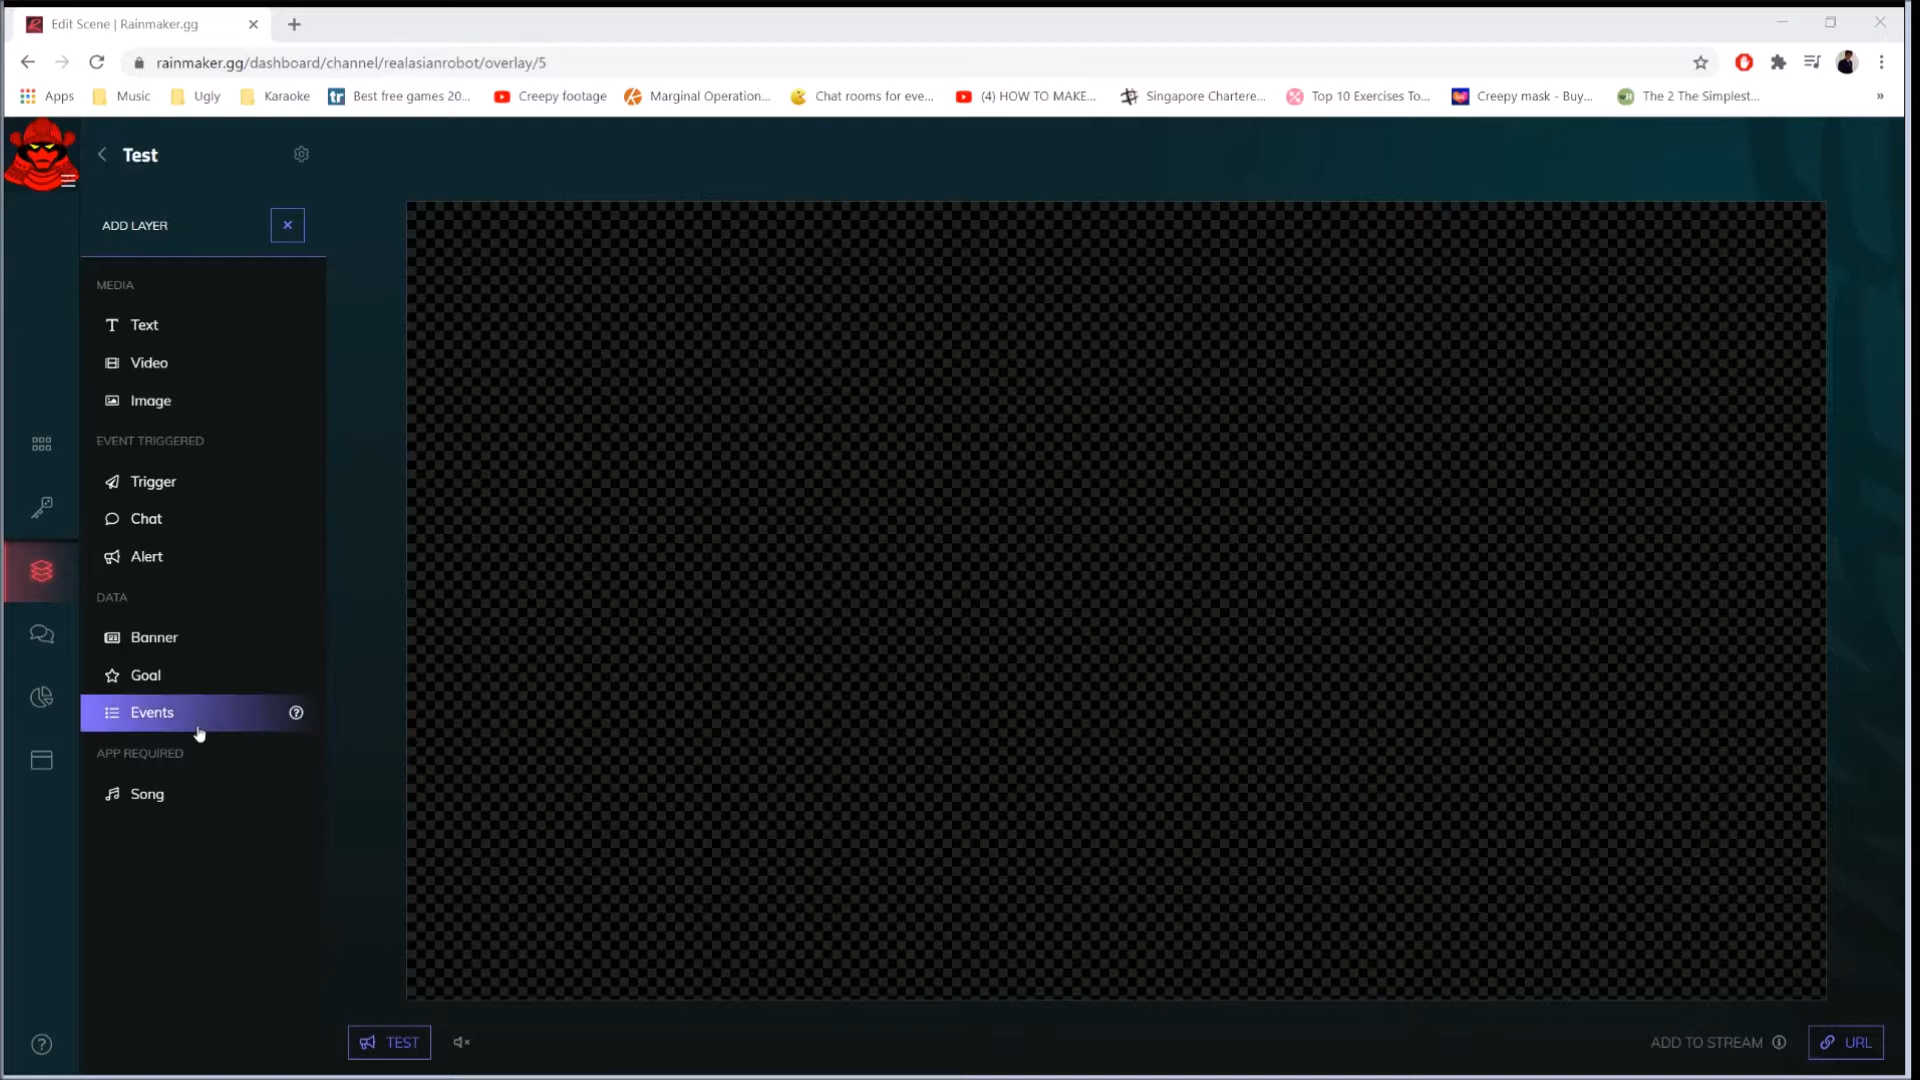 Edit Scene | Rainmaker.gg
rainmaker.gg/dashboard/channel/realasianrobot/overlay/5
Apps Music Ugly Karaoke Best free games 20... Creepy footage Marginal Operation... Chat rooms for eve... (4) HOW TO MAKE... Singapore Chartere... Top 10 Exercises To... Creepy mask - Buy... The 2 The Simplest... »
Test
ADD LAYER
MEDIA
Text
Video
Image
EVENT TRIGGERED
Trigger
Chat
Alert
DATA
Banner
Goal
Events
APP REQUIRED
Song
TEST ADD TO STREAM URL